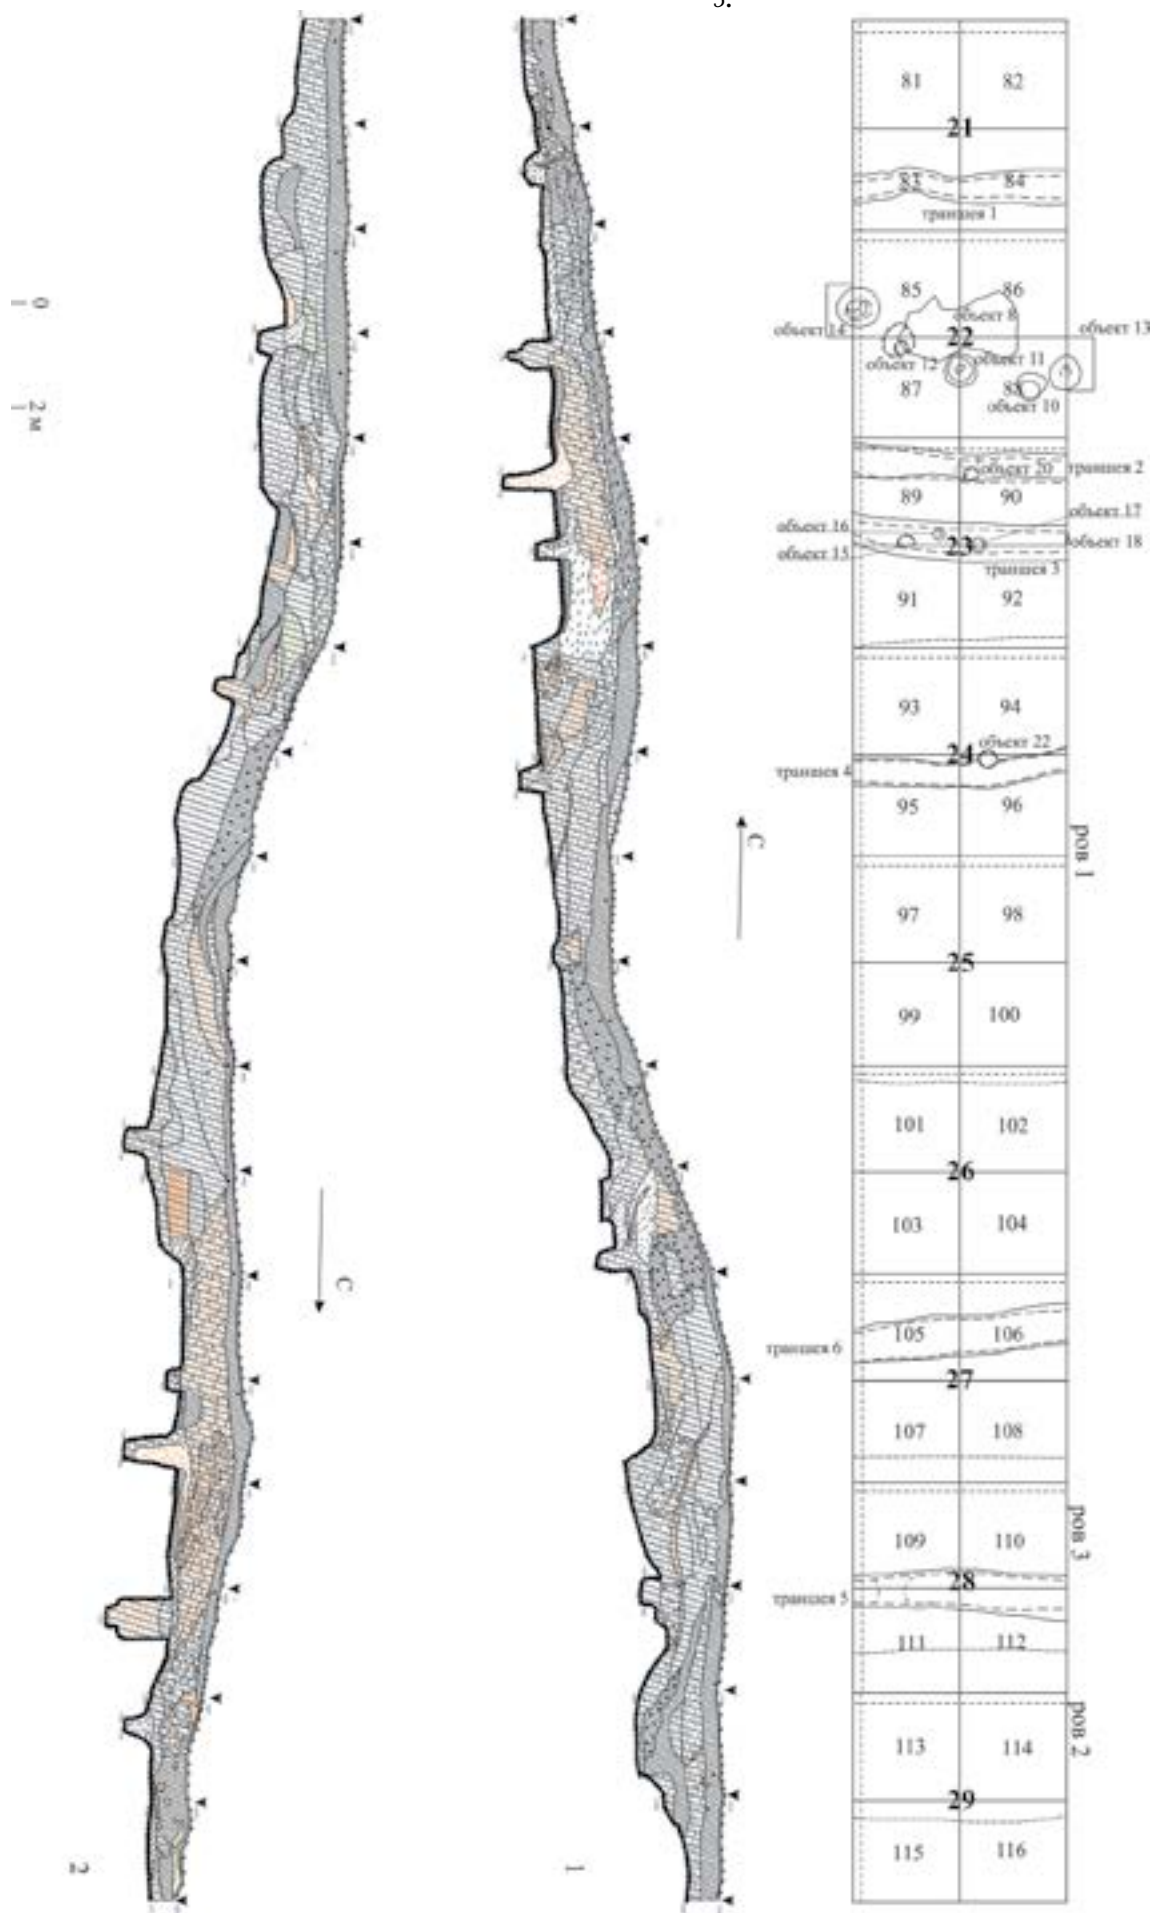 3.
81 82
21
83 84
траншея 1
85 86
объект 8
объект 14 22 объект 13
объект 12 объект 11
87 88
объект 10
объект 20 траншея 2
89 90
объект 17
объект 16
23 объект 18
объект 15
траншея 3
91 92
93 94
объект 22
24
траншея 4
95 96
ров 1
97 98
25
99 100
101 102
26
103 104
105 106
траншея 6
27
107 108
109 110
ров 3
28
траншея 5
111 112
ров 2
113 114
29
115 116
0
2 м
С
С
2
1